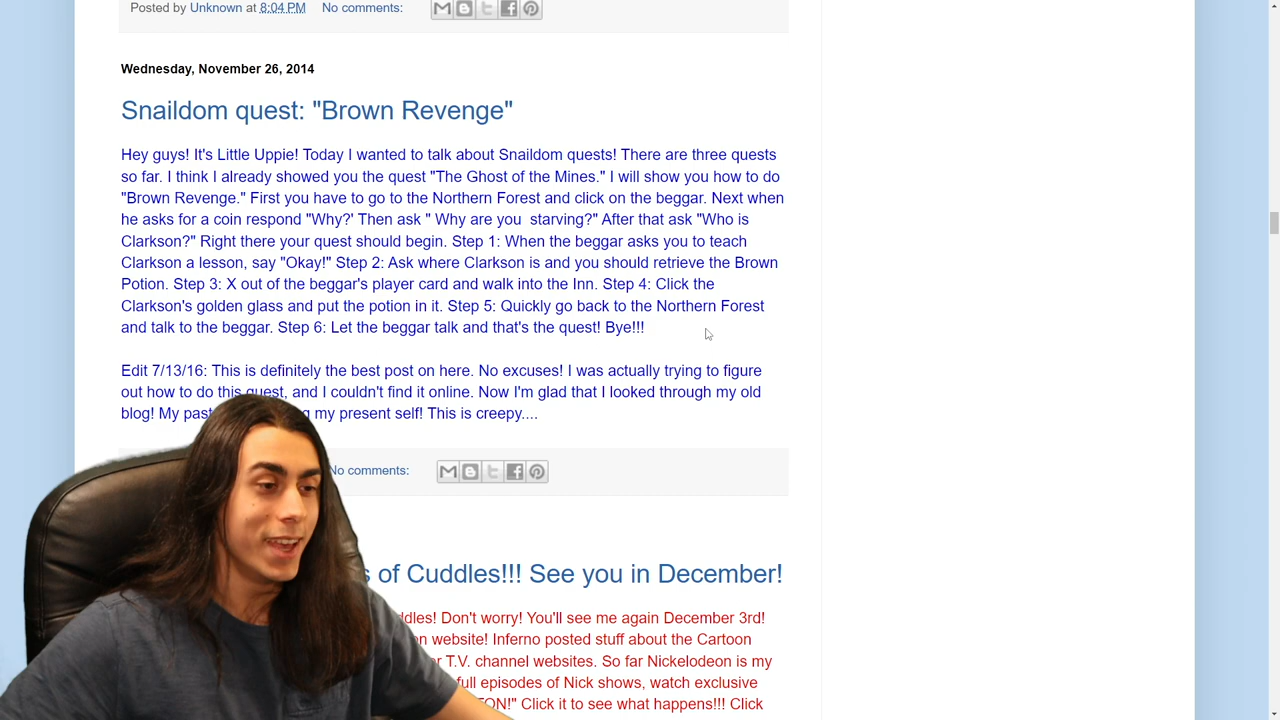 Posted by Unknown at 8:04 PM No comments:
Wednesday, November 26, 2014
Snaildom quest: "Brown Revenge"
Hey guys! It's Little Uppie! Today I wanted to talk about Snaildom quests! There are three quests
so far. I think I already showed you the quest "The Ghost of the Mines." I will show you how to do
"Brown Revenge." First you have to go to the Northern Forest and click on the beggar. Next when
he asks for a coin respond "Why?' Then ask " Why are you  starving?" After that ask "Who is
Clarkson?" Right there your quest should begin. Step 1: When the beggar asks you to teach
Clarkson a lesson, say "Okay!" Step 2: Ask where Clarkson is and you should retrieve the Brown
Potion. Step 3: X out of the beggar's player card and walk into the Inn. Step 4: Click the
Clarkson's golden glass and put the potion in it. Step 5: Quickly go back to the Northern Forest
and talk to the beggar. Step 6: Let the beggar talk and that's the quest! Bye!!!
Edit 7/13/16: This is definitely the best post on here. No excuses! I was actually trying to figure
out how to do this quest, and I couldn't find it online. Now I'm glad that I looked through my old
blog! My past my present self! This is creepy....
No comments:
of Cuddles!!! See you in December!
Don't worry! You'll see me again December 3rd!
website! Inferno posted stuff about the Cartoon
T.V. channel websites. So far Nickelodeon is my
full episodes of Nick shows, watch exclusive
Click it to see what happens!!! Click